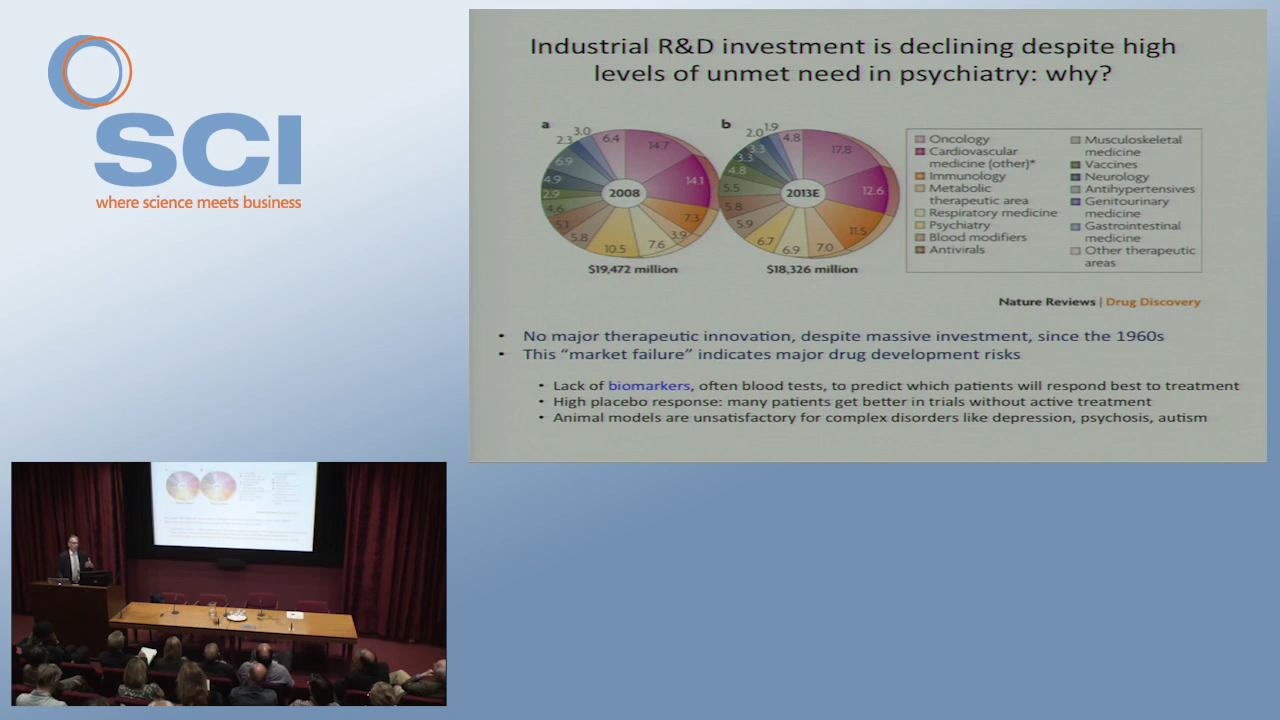 SCI
where science meets business
Industrial R&D investment is declining despite high
levels of unmet need in psychiatry: why?
a
14.7
14.1
7.3
3.9
7.6
10.5
5.8
5.1
4.6
2.9
4.9
6.9
2.3
3.0
6.4
2008
$19,472 million
b
17.8
12.6
11.5
7.0
6.9
6.7
5.9
5.8
5.5
4.8
3.3
3.3
2.0
1.9
4.8
2013E
$18,326 million
Oncology
Cardiovascular
medicine (other)*
Immunology
Metabolic
therapeutic area
Respiratory medicine
Psychiatry
Blood modifiers
Antivirals
Musculoskeletal
medicine
Vaccines
Neurology
Antihypertensives
Genitourinary
medicine
Gastrointestinal
medicine
Other therapeutic
areas
Nature Reviews | Drug Discovery
• No major therapeutic innovation, despite massive investment, since the 1960s
• This “market failure” indicates major drug development risks
• Lack of biomarkers, often blood tests, to predict which patients will respond best to treatment
• High placebo response: many patients get better in trials without active treatment
• Animal models are unsatisfactory for complex disorders like depression, psychosis, autism